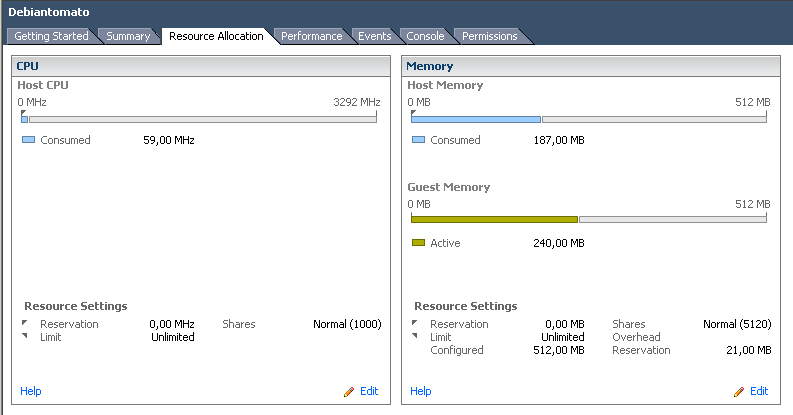 Debiantomato
Getting Started Summary Resource Allocation Performance Events Console Permissions
CPU
Host CPU
0 MHz 3292 MHz
Consumed 59,00 MHz
Resource Settings
Reservation 0,00 MHz Shares Normal (1000)
Limit Unlimited
Help Edit
Memory
Host Memory
0 MB 512 MB
Consumed 187,00 MB
Guest Memory
0 MB 512 MB
Active 240,00 MB
Resource Settings
Reservation 0,00 MB Shares Normal (5120)
Limit Unlimited Overhead
Configured 512,00 MB Reservation 21,00 MB
Help Edit